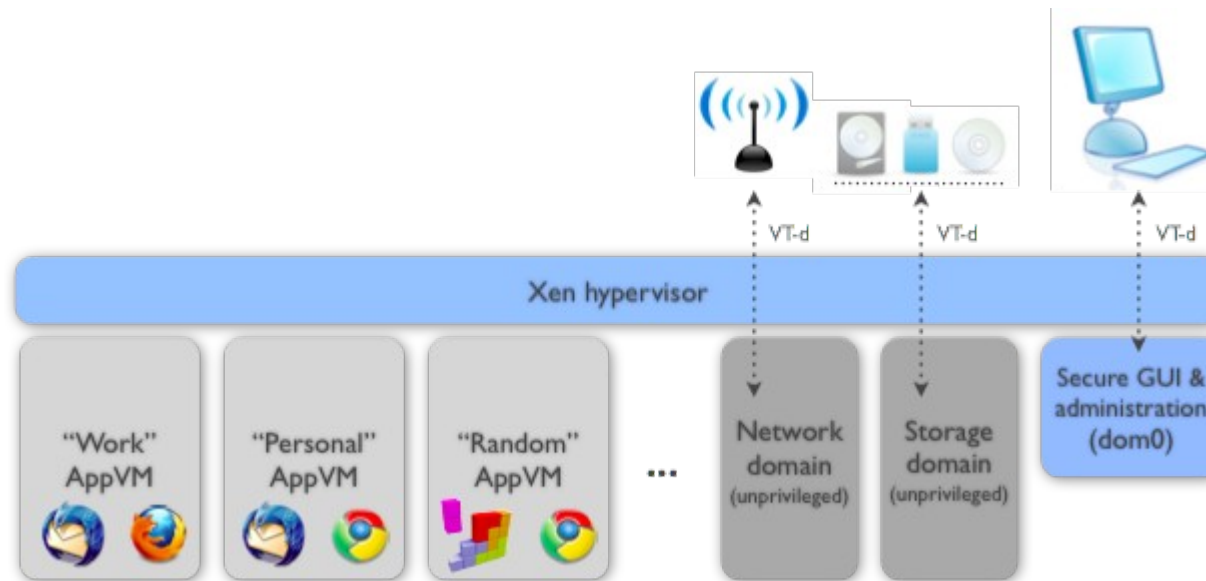 VT-d
VT-d
VT-d
Xen hypervisor
“Work”
AppVM
“Personal”
AppVM
“Random”
AppVM
...
Network
domain
(unprivileged)
Storage
domain
(unprivileged)
Secure GUI &
administration
(dom0)